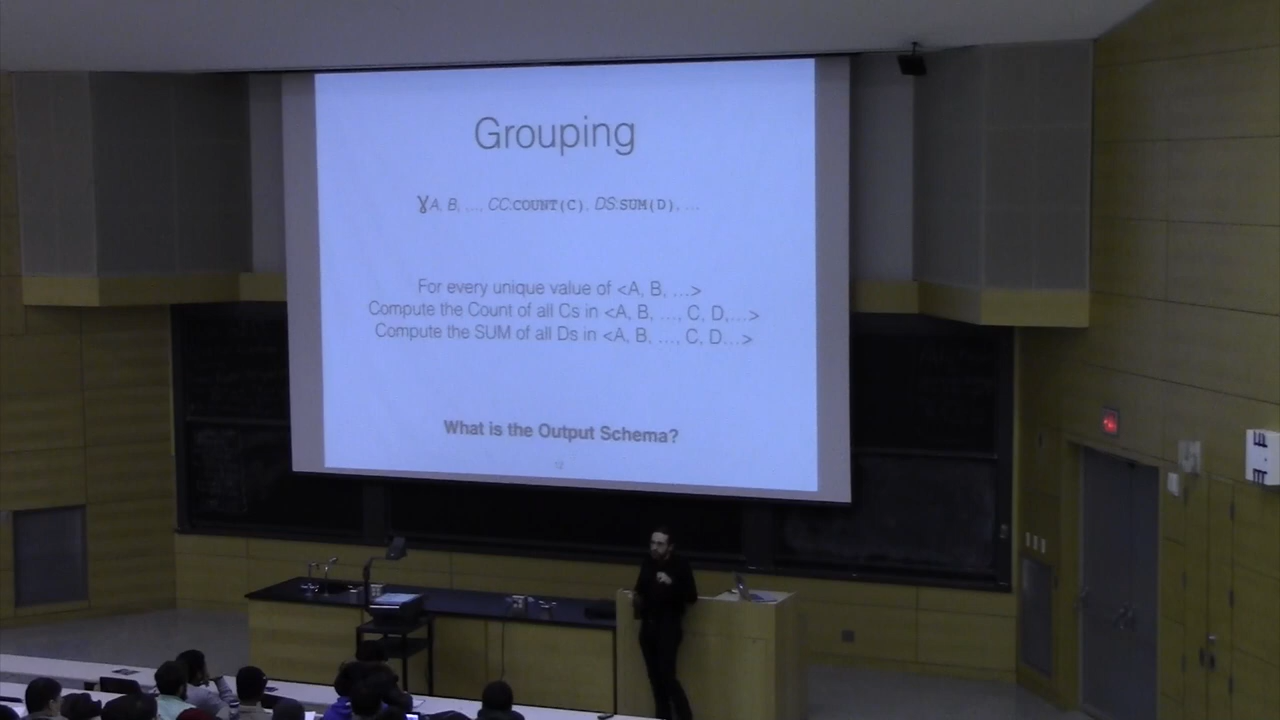 Grouping
ɣA, B, ,... CC:COUNT(C), DS:SUM(D), ...
For every unique value of <A, B, ...>
Compute the Count of all Cs in <A, B, ..., C, D,...>
Compute the SUM of all Ds in <A, B, ..., C, D...>
What is the Output Schema?